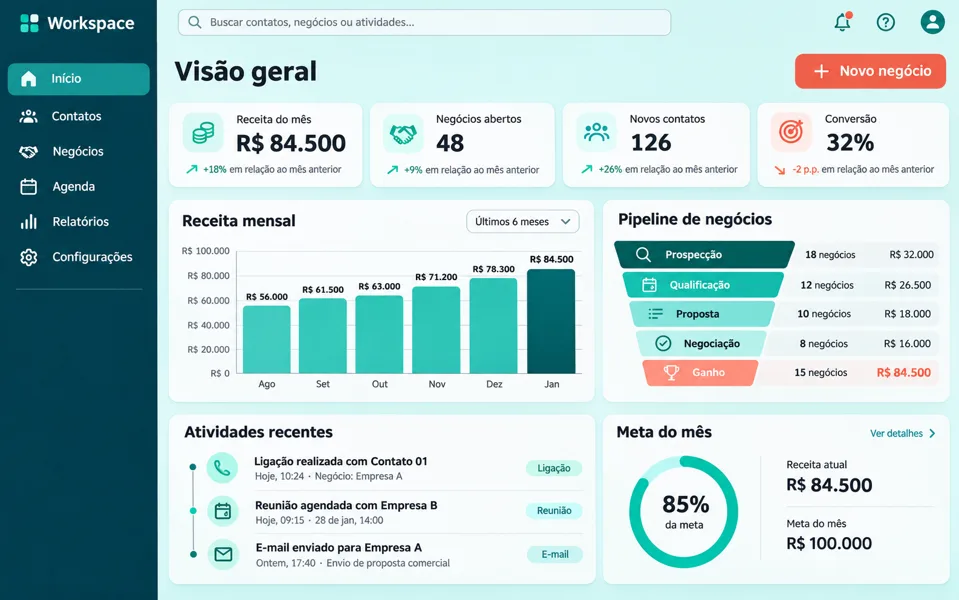 Workspace
Buscar contatos, negócios ou atividades...
Início
Contatos
Negócios
Agenda
Relatórios
Configurações
Visão geral
+ Novo negócio
Receita do mês
R$ 84.500
+18% em relação ao mês anterior
Negócios abertos
48
+9% em relação ao mês anterior
Novos contatos
126
+26% em relação ao mês anterior
Conversão
32%
-2 p.p. em relação ao mês anterior
Receita mensal
Últimos 6 meses
R$ 100.000
R$ 80.000
R$ 60.000
R$ 40.000
R$ 20.000
R$ 0
R$ 56.000
R$ 61.500
R$ 63.000
R$ 71.200
R$ 78.300
R$ 84.500
Ago
Set
Out
Nov
Dez
Jan
Pipeline de negócios
Prospecção 18 negócios R$ 32.000
Qualificação 12 negócios R$ 26.500
Proposta 10 negócios R$ 18.000
Negociação 8 negócios R$ 16.000
Ganho 15 negócios R$ 84.500
Atividades recentes
Ligação realizada com Contato 01
Hoje, 10:24 · Negócio: Empresa A
Ligação
Reunião agendada com Empresa B
Hoje, 09:15 · 28 de jan, 14:00
Reunião
E-mail enviado para Empresa A
Ontem, 17:40 · Envio de proposta comercial
E-mail
Meta do mês
Ver detalhes
85%
da meta
Receita atual
R$ 84.500
Meta do mês
R$ 100.000